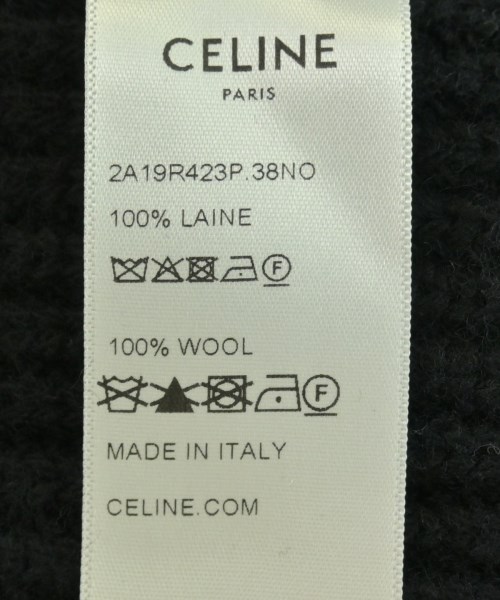 CELINE
PARIS
2A19R423P.38NO
100% LAINE
F
100% WOOL
F
MADE IN ITALY
CELINE.COM